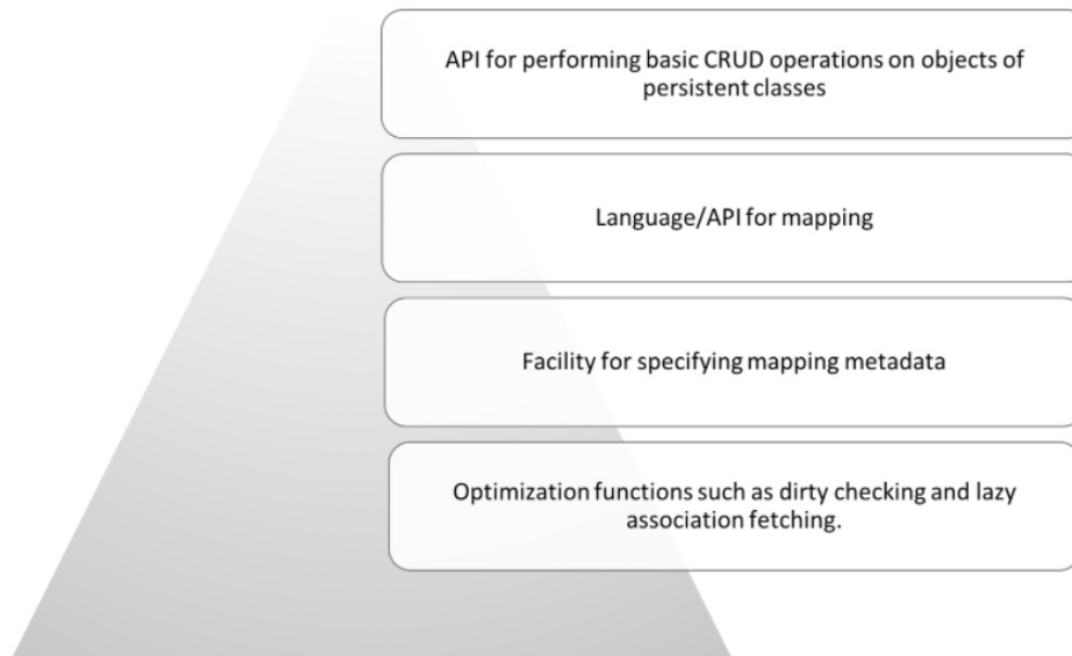 API for performing basic CRUD operations on objects of
persistent classes
Language/API for mapping
Facility for specifying mapping metadata
Optimization functions such as dirty checking and lazy
association fetching.